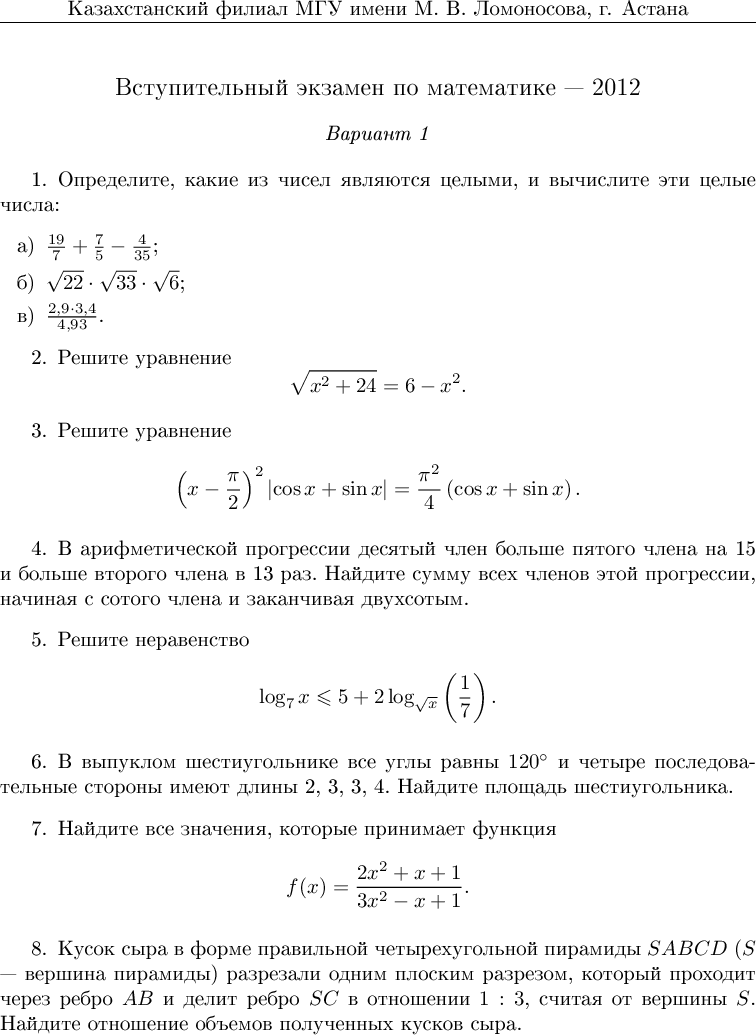 Казахстанский филиал МГУ имени М. В. Ломоносова, г. Астана
Вступительный экзамен по математике — 2012
Вариант 1
1. Определите, какие из чисел являются целыми, и вычислите эти целые
числа:
а) $\frac{19}{7} + \frac{7}{5} - \frac{4}{35}$;
б) $\sqrt{22} \cdot \sqrt{33} \cdot \sqrt{6}$;
в) $\frac{2,9 \cdot 3,4}{4,93}$.
2. Решите уравнение
$\sqrt{x^2 + 24} = 6 - x^2.$
3. Решите уравнение
$\left(x - \frac{\pi}{2}\right)^2 |\cos x + \sin x| = \frac{\pi^2}{4} (\cos x + \sin x).$
4. В арифметической прогрессии десятый член больше пятого члена на 15
и больше второго члена в 13 раз. Найдите сумму всех членов этой прогрессии,
начиная с сотого члена и заканчивая двухсотым.
5. Решите неравенство
$\log_7 x \leqslant 5 + 2 \log_{\sqrt{x}} \left(\frac{1}{7}\right).$
6. В выпуклом шестиугольнике все углы равны 120° и четыре последова-
тельные стороны имеют длины 2, 3, 3, 4. Найдите площадь шестиугольника.
7. Найдите все значения, которые принимает функция
$f(x) = \frac{2x^2 + x + 1}{3x^2 - x + 1}.$
8. Кусок сыра в форме правильной четырехугольной пирамиды SABCD (S
— вершина пирамиды) разрезали одним плоским разрезом, который проходит
через ребро AB и делит ребро SC в отношении 1 : 3, считая от вершины S.
Найдите отношение объемов полученных кусков сыра.